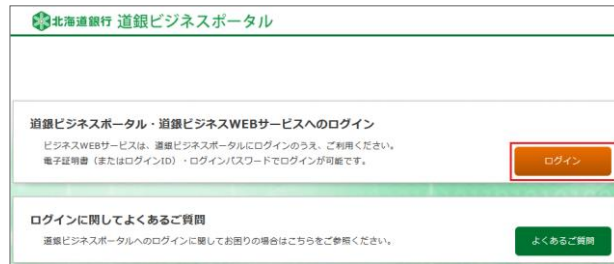 北海道銀行 道銀ビジネスポータル
道銀ビジネスポータル・道銀ビジネスWEBサービスへのログイン
ビジネスWEBサービスは、道銀ビジネスポータルにログインのうえ、ご利用ください。
電子証明書（またはログインID）・ログインパスワードでログインが可能です。
ログイン
ログインに関してよくあるご質問
道銀ビジネスポータルへのログインに関してお困りの場合はこちらをご参照ください。
よくあるご質問